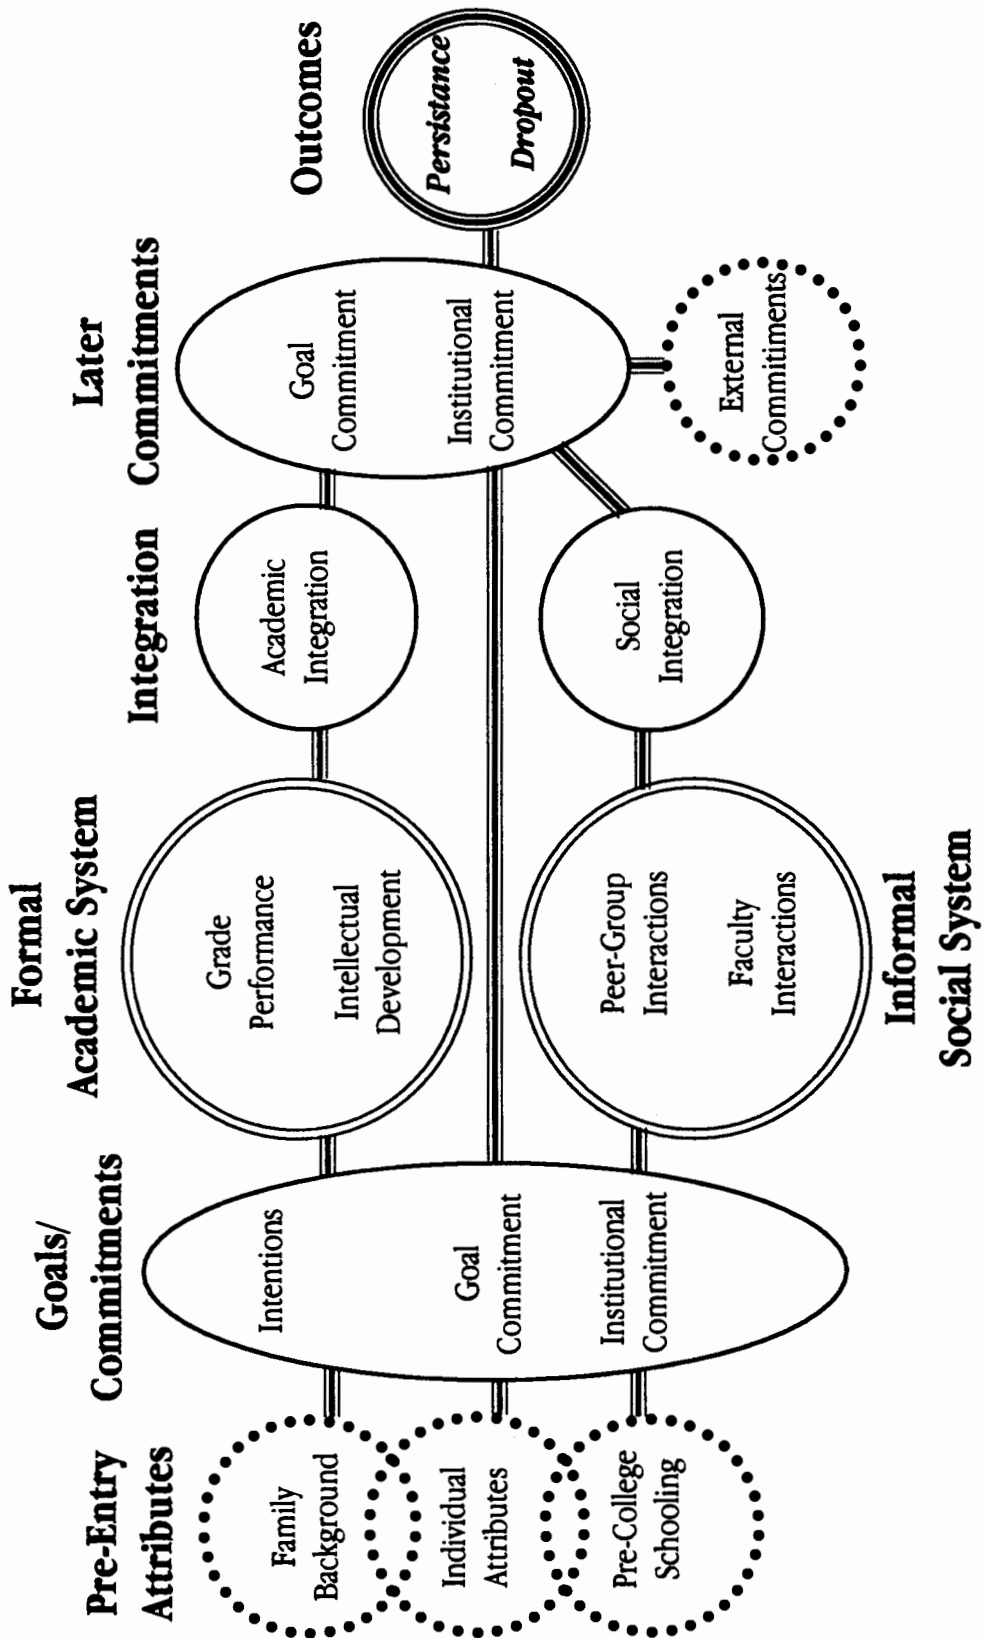 Pre-Entry
Attributes
Family
Background
Individual
Attributes
Pre-College
Schooling
Goals/
Commitments
Intentions
Goal
Commitment
Institutional
Commitment
Formal
Academic System
Grade
Performance
Intellectual
Development
Peer-Group
Interactions
Faculty
Interactions
Informal
Social System
Integration
Academic
Integration
Social
Integration
Later
Commitments
Goal
Commitment
Institutional
Commitment
External
Commitiments
Outcomes
Persistance
Dropout